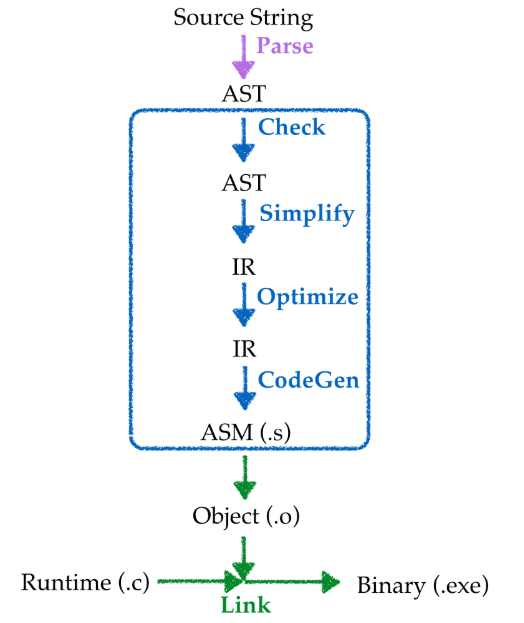 Source String
Parse
AST
Check
AST
Simplify
IR
Optimize
IR
CodeGen
ASM (.s)
Object (.o)
Runtime (.c)
Binary (.exe)
Link